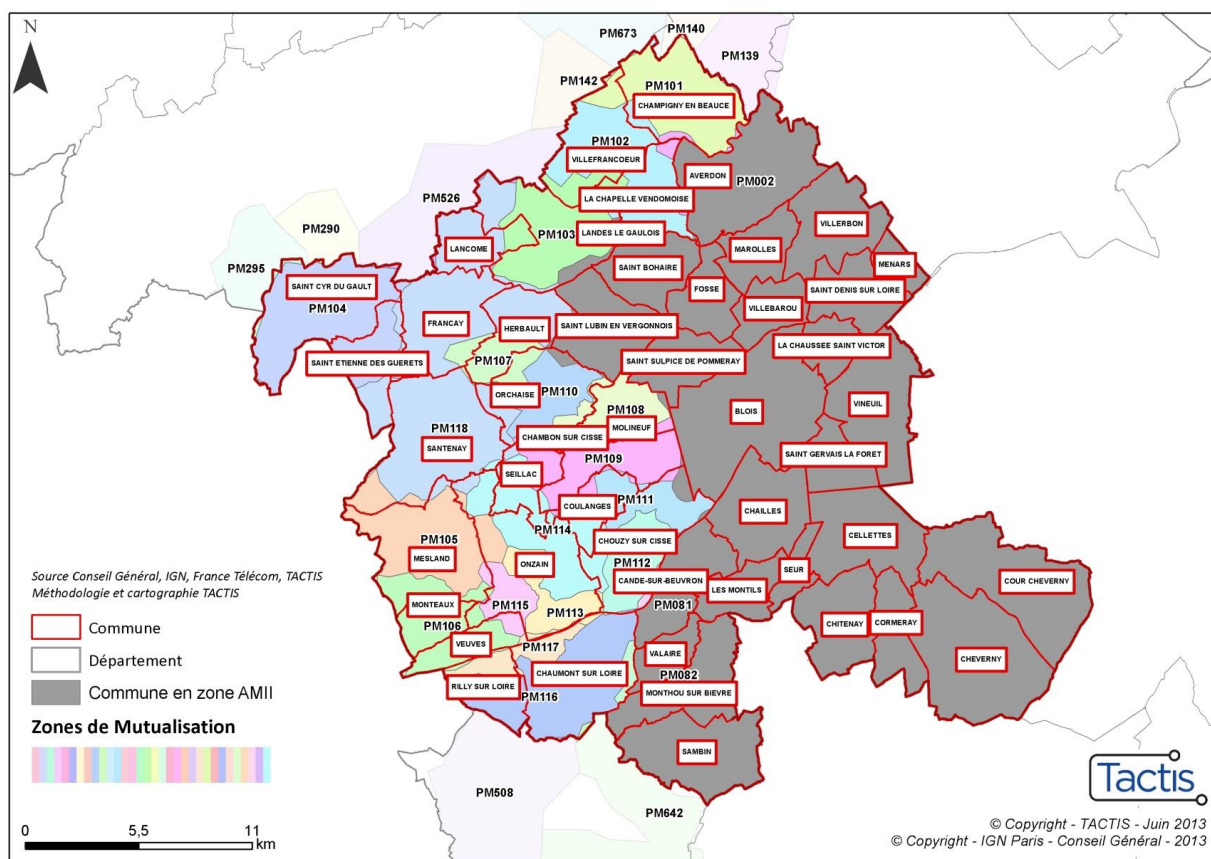 N
PM673
PM140
PM139
PM142
PM101
CHAMPIGNY EN BEAUCE
PM102
VILLEFRANCOEUR
AVERDON
PM002
PM526
LA CHAPELLE VENDOMOISE
VILLERBON
PM290
PM103
LANDES LE GAULOIS
LANCOME
MAROLLES
PM295
SAINT BOHAIRE
MENARS
SAINT CYR DU GAULT
FOSSE
SAINT DENIS SUR LOIRE
PM104
VILLEBAROU
FRANCAY
HERBAULT
SAINT LUBIN EN VERGONNOIS
LA CHAUSSEE SAINT VICTOR
PM107
SAINT ETIENNE DES GUERETS
SAINT SULPICE DE POMMERAY
PM110
ORCHAISE
PM108
BLOIS
VINEUIL
MOLINEUF
PM118
CHAMBON SUR CISSE
SANTENAY
SAINT GERVAIS LA FORET
PM109
SEILLAC
PM111
COULANGES
CHAILLES
PM114
CHOUZY SUR CISSE
CELLETTES
PM105
MESLAND
ONZAIN
PM112
SEUR
CANDE-SUR-BEUVRON
LES MONTILS
COUR CHEVERNY
MONTEAUX
PM115
PM113
PM081
CHITENAY
CORMERAY
PM106
VEUVES
PM117
VALAIRE
CHEVERNY
CHAUMONT SUR LOIRE
PM082
RILLY SUR LOIRE
PM116
MONTHOU SUR BIEVRE
SAMBIN
PM508
PM642
Source Conseil Général, IGN, France Télécom, TACTIS
Méthodologie et cartographie TACTIS
Commune
Département
Commune en zone AMII
Zones de Mutualisation
0 5,5 11
km
Tactis
© Copyright - TACTIS - Juin 2013
© Copyright - IGN Paris - Conseil Général - 2013